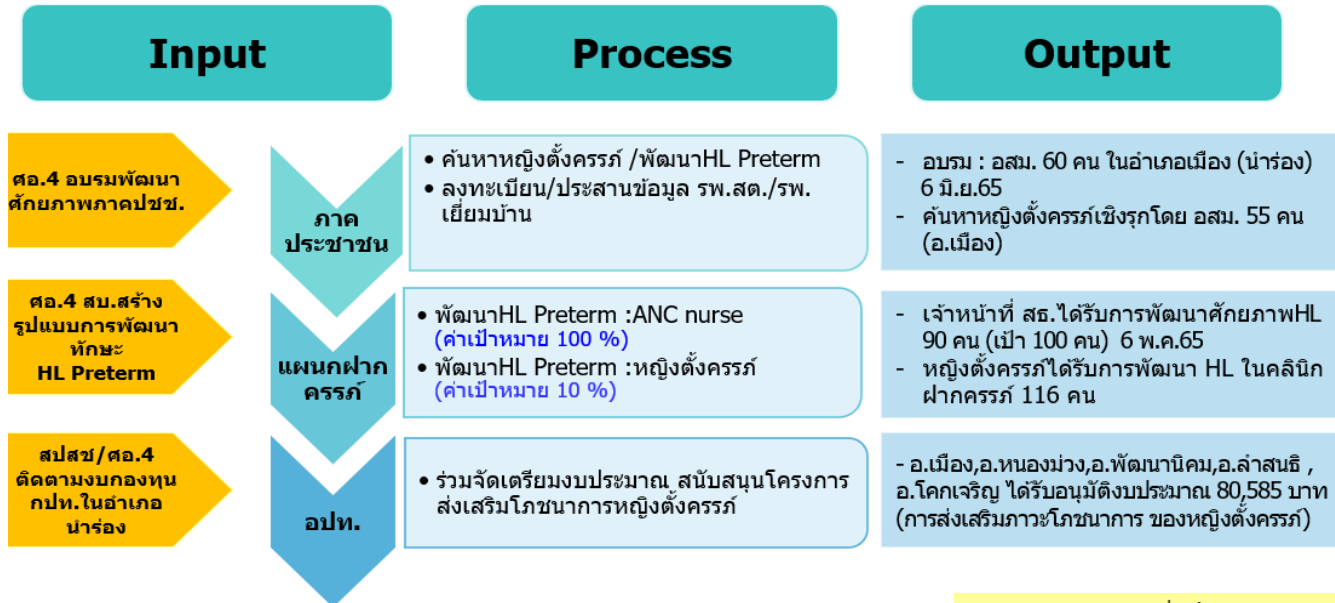 Input
Process
Output
ศอ.4 อบรมพัฒนา
ศักยภาพภาคปชช.
ภาค
ประชาชน
• ค้นหาหญิงตั้งครรภ์ /พัฒนาHL Preterm
• ลงทะเบียน/ประสานข้อมูล รพ.สต./รพ.
เยี่ยมบ้าน
- อบรม : อสม. 60 คน ในอำเภอเมือง (นำร่อง)
6 มิ.ย.65
- ค้นหาหญิงตั้งครรภ์เชิงรุกโดย อสม. 55 คน
(อ.เมือง)
ศอ.4 สบ.สร้าง
รูปแบบการพัฒนา
ทักษะ
HL Preterm
แผนกฝาก
ครรภ์
• พัฒนาHL Preterm :ANC nurse
(ค่าเป้าหมาย 100 %)
• พัฒนาHL Preterm :หญิงตั้งครรภ์
(ค่าเป้าหมาย 10 %)
- เจ้าหน้าที่ สธ.ได้รับการพัฒนาศักยภาพHL
90 คน (เป้า 100 คน) 6 พ.ค.65
- หญิงตั้งครรภ์ได้รับการพัฒนา HL ในคลินิก
ฝากครรภ์ 116 คน
สปสช/ศอ.4
ติดตามงบกองทุน
กปท.ในอำเภอ
นำร่อง
อปท.
• ร่วมจัดเตรียมงบประมาณ สนับสนุนโครงการ
ส่งเสริมโภชนาการหญิงตั้งครรภ์
- อ.เมือง,อ.หนองม่วง,อ.พัฒนานิคม,อ.ลำสนธิ ,
อ.โคกเจริญ ได้รับอนุมัติงบประมาณ 80,585 บาท
(การส่งเสริมภาวะโภชนาการ ของหญิงตั้งครรภ์)